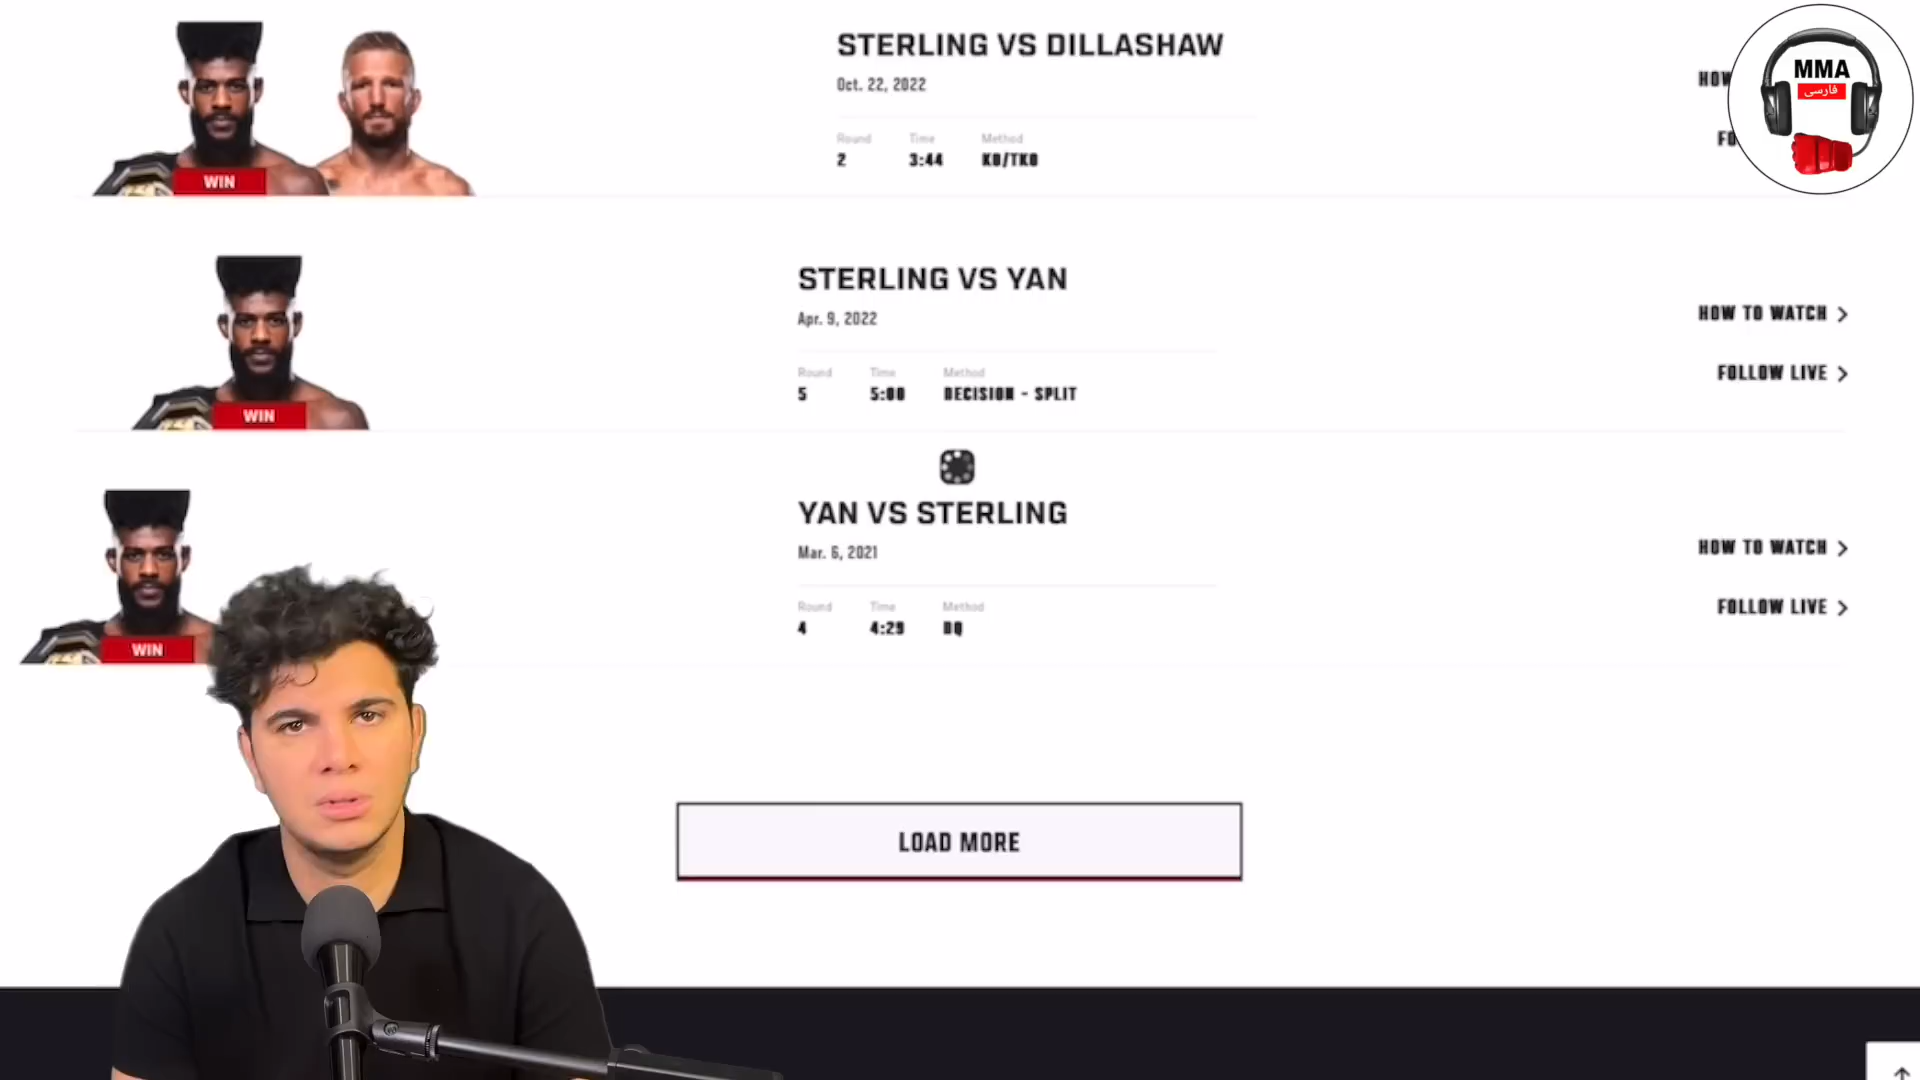 STERLING VS DILLASHAW
Oct. 22, 2022
Round Time Method
2 3:44 KO/TKO
WIN
MMA
فارسی
STERLING VS YAN
Apr. 9, 2022
HOW TO WATCH
Round Time Method
5 5:00 DECISION - SPLIT
FOLLOW LIVE
WIN
YAN VS STERLING
Mar. 6, 2021
HOW TO WATCH
Round Time Method
4 4:29 DQ
FOLLOW LIVE
WIN
LOAD MORE